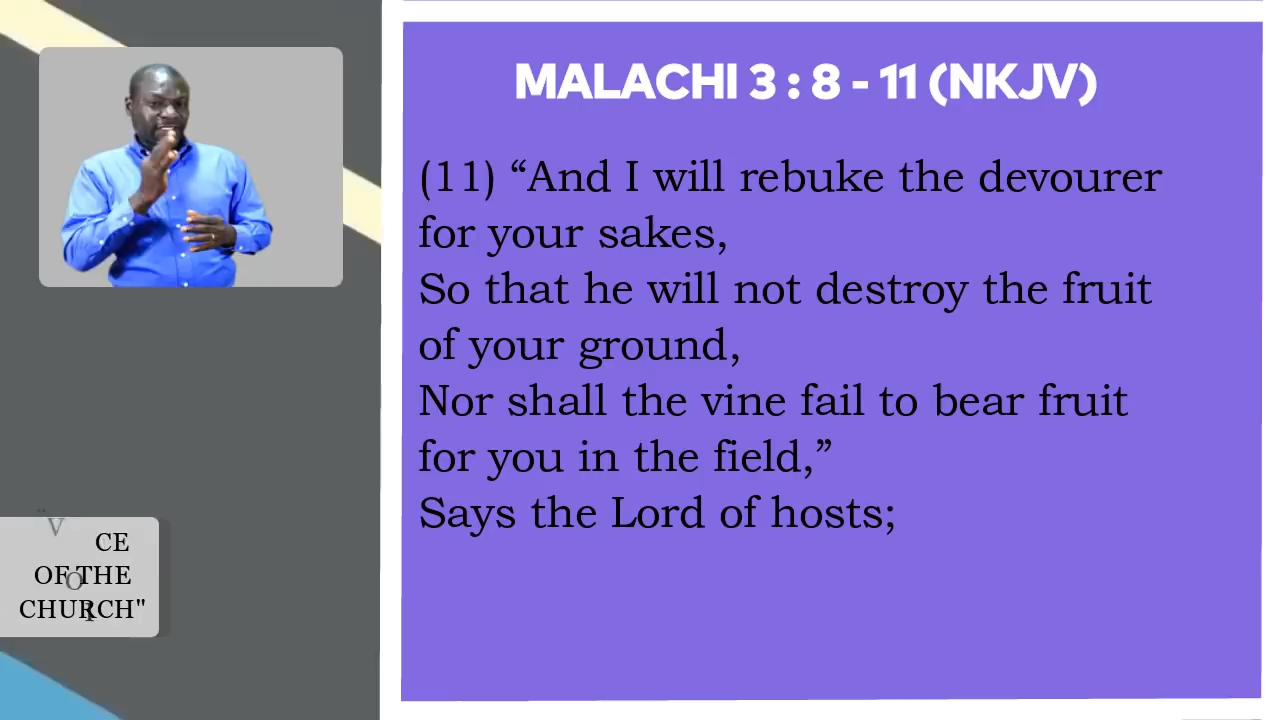 MALACHI 3 : 8 - 11 (NKJV)
(11) “And I will rebuke the devourer
for your sakes,
So that he will not destroy the fruit
of your ground,
Nor shall the vine fail to bear fruit
for you in the field,”
Says the Lord of hosts;
"V
CE
OF THE
O
CHURCH"
I